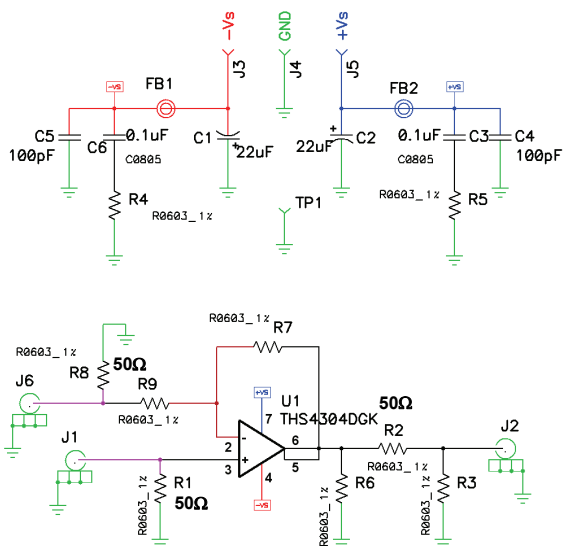 -Vs
GND
+Vs
J3
J4
J5
-VS
FB1
FB2
+VS
C5
100pF
C6
0.1uF
C0805
C1
22uF
C2
22uF
0.1uF
C3
C0805
C4
100pF
R4
R0603_1%
TP1
R0603_1%
R5
R0603_1%
R7
R0603_1%
R8
50Ω
J6
R9
R0603_1%
+VS
U1
THS4304DGK
7
50Ω
J1
2
-
3
+
6
5
4
-VS
R2
R0603_1%
J2
R0603_1%
R1
50Ω
R0603_1%
R6
R0603_1%
R3